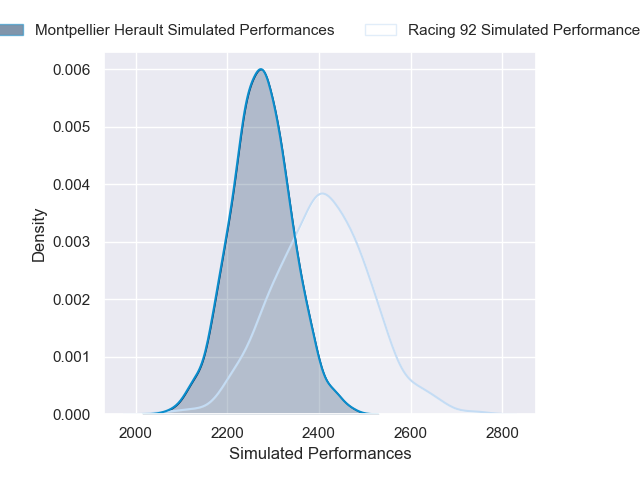 Montpellier Herault Simulated Performances
Racing 92 Simulated Performance
0.006
0.005
0.004
0.003
0.002
0.001
0.000
Density
2000 2200 2400 2600 2800
Simulated Performances